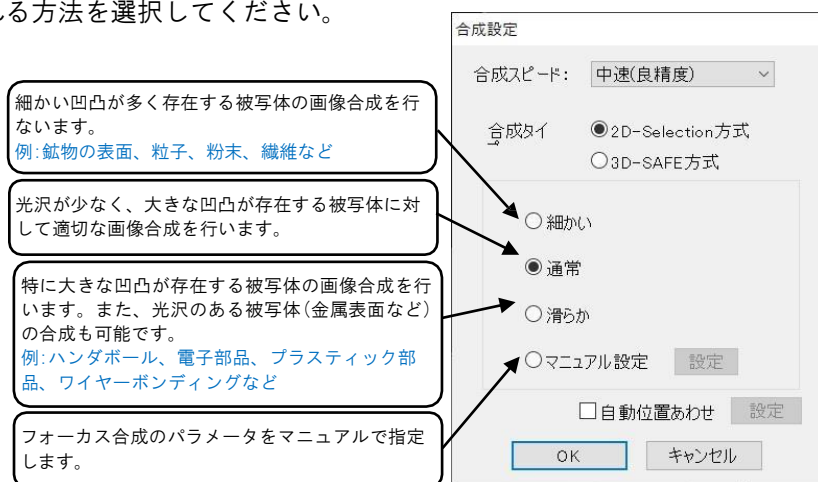 る方法を選択してください。
細かい凹凸が多く存在する被写体の画像合成を行
ないます。
例:鉱物の表面、粒子、粉末、繊維など
光沢が少なく、大きな凹凸が存在する被写体に対
して適切な画像合成を行います。
特に大きな凹凸が存在する被写体の画像合成を行
います。また、光沢のある被写体(金属表面など)
の合成も可能です。
例:ハンダボール、電子部品、プラスティック部
品、ワイヤーボンディングなど
フォーカス合成のパラメータをマニュアルで指定
します。
合成設定
合成スピード: 中速(良精度)
合成タイ
2D-Selection方式
3D-SAFE方式
細かい
通常
滑らか
マニュアル設定 設定
自動位置あわせ 設定
OK キャンセル